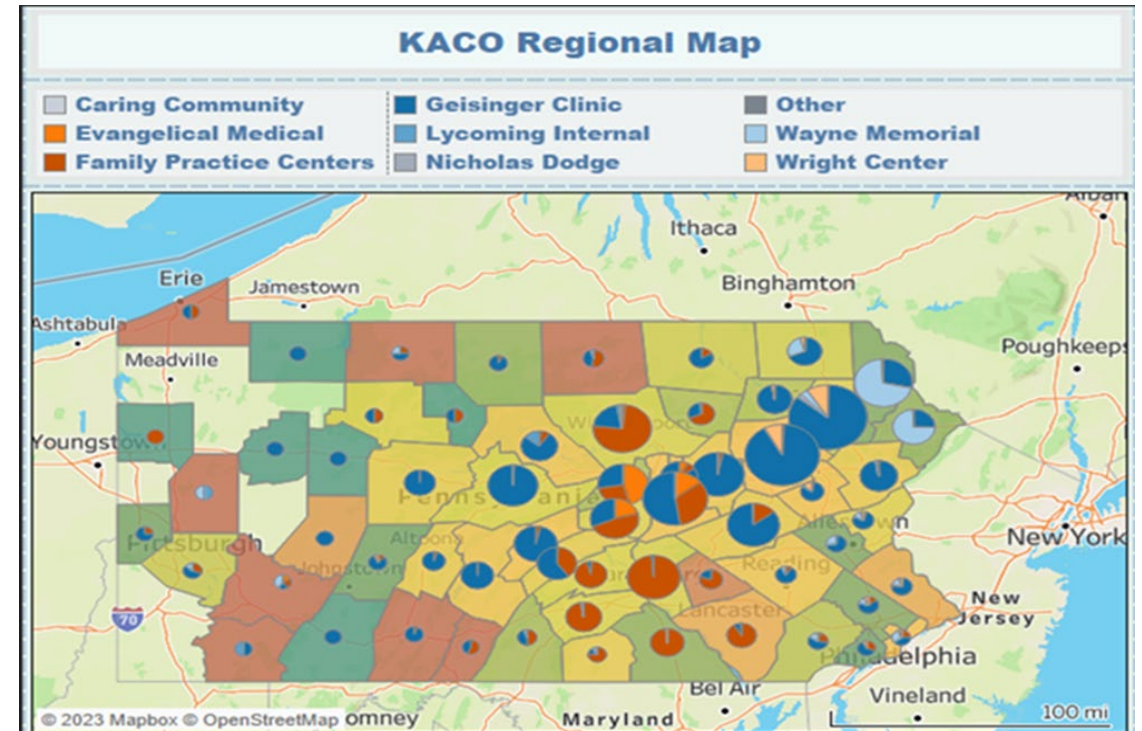 KACO Regional Map
Caring Community
Geisinger Clinic
Other
Evangelical Medical
Lycoming Internal
Wayne Memorial
Family Practice Centers
Nicholas Dodge
Wright Center
Ithaca
Erie
Jamestown
Binghamton
Ashtabula
Meadville
Poughkeeps
Youngstown
Pennsylvania
Pittsburgh
Altoona
Allentown
New York
Johnstown
Reading
70
Lancaster
New
Jersey
Philadelphia
Bel Air
Vineland
© 2023 Mapbox © OpenStreetMap
omney
Maryland
100 mi